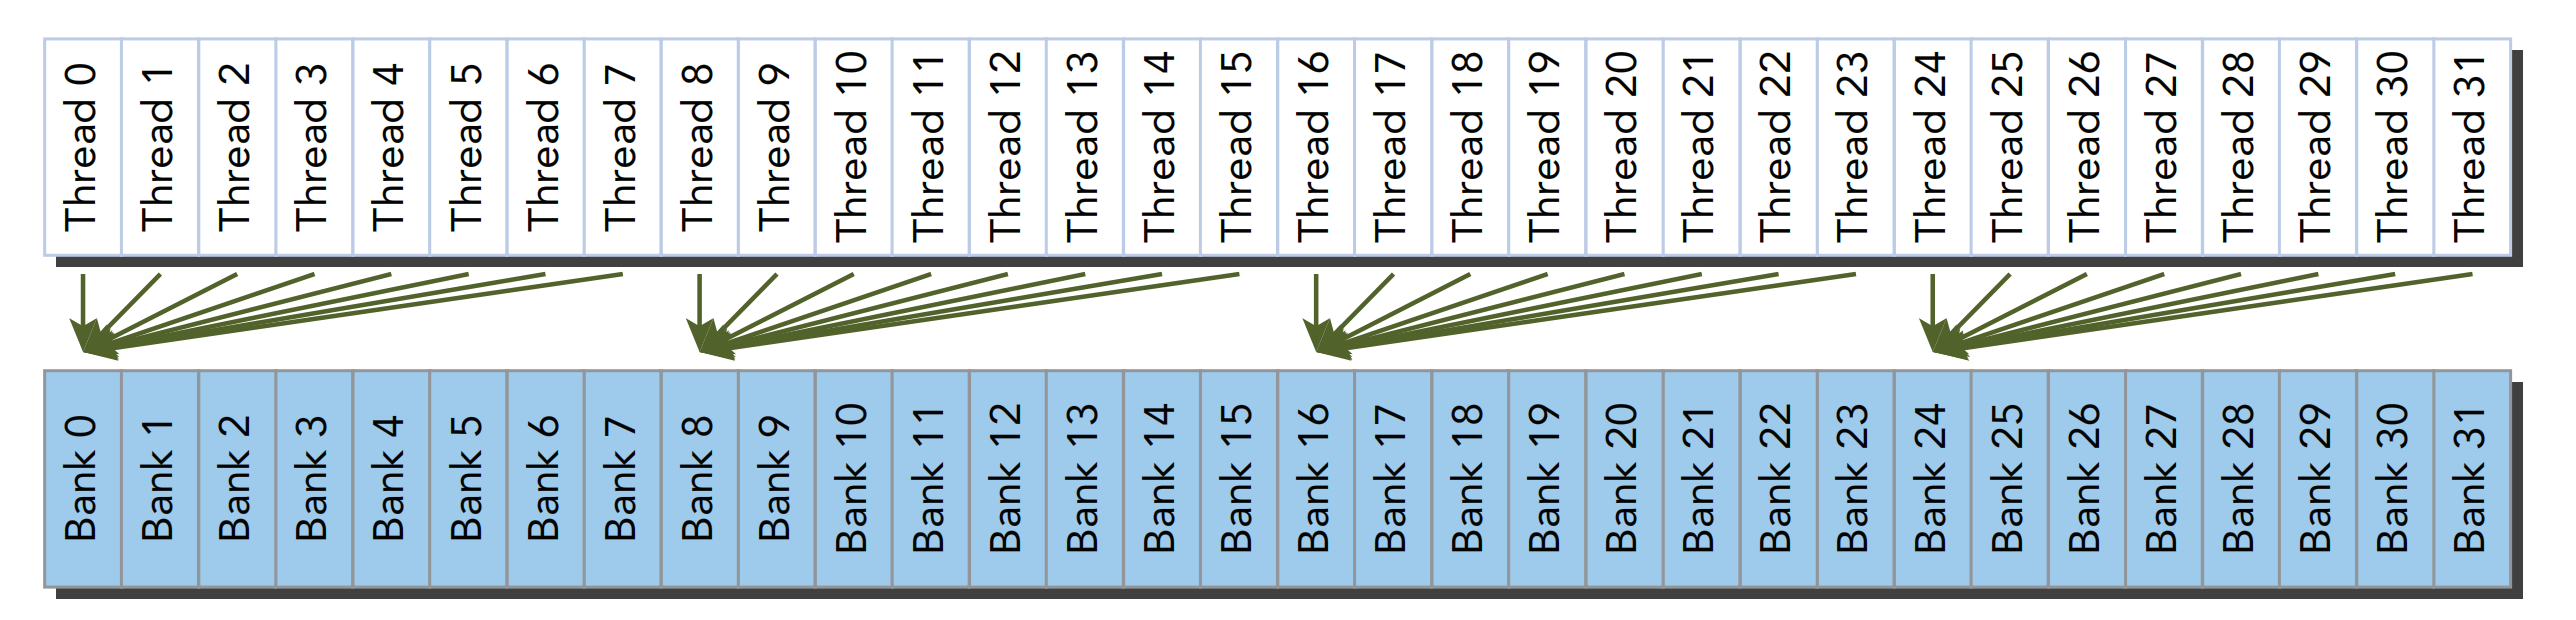 Thread 0
Thread 1
Thread 2
Thread 3
Thread 4
Thread 5
Thread 6
Thread 7
Thread 8
Thread 9
Thread 10
Thread 11
Thread 12
Thread 13
Thread 14
Thread 15
Thread 16
Thread 17
Thread 18
Thread 19
Thread 20
Thread 21
Thread 22
Thread 23
Thread 24
Thread 25
Thread 26
Thread 27
Thread 28
Thread 29
Thread 30
Thread 31
Bank 0
Bank 1
Bank 2
Bank 3
Bank 4
Bank 5
Bank 6
Bank 7
Bank 8
Bank 9
Bank 10
Bank 11
Bank 12
Bank 13
Bank 14
Bank 15
Bank 16
Bank 17
Bank 18
Bank 19
Bank 20
Bank 21
Bank 22
Bank 23
Bank 24
Bank 25
Bank 26
Bank 27
Bank 28
Bank 29
Bank 30
Bank 31